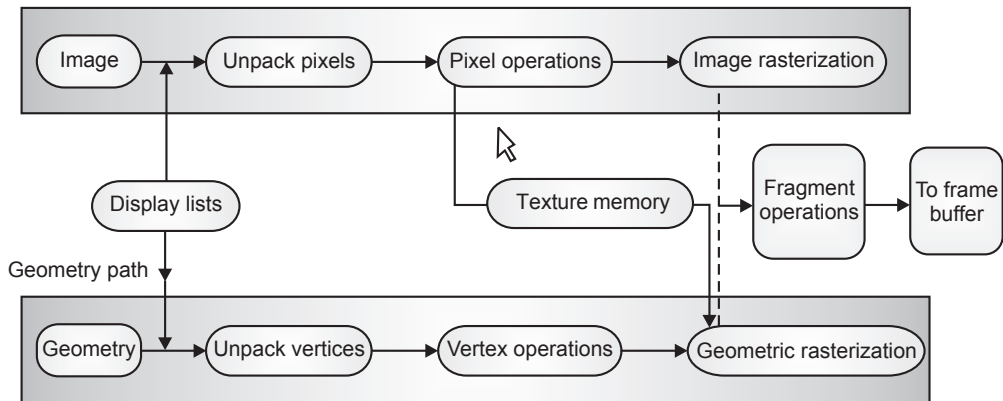 Image
Unpack pixels
Pixel operations
Image rasterization
Display lists
Texture memory
Fragment
operations
To frame
buffer
Geometry path
Geometry
Unpack vertices
Vertex operations
Geometric rasterization